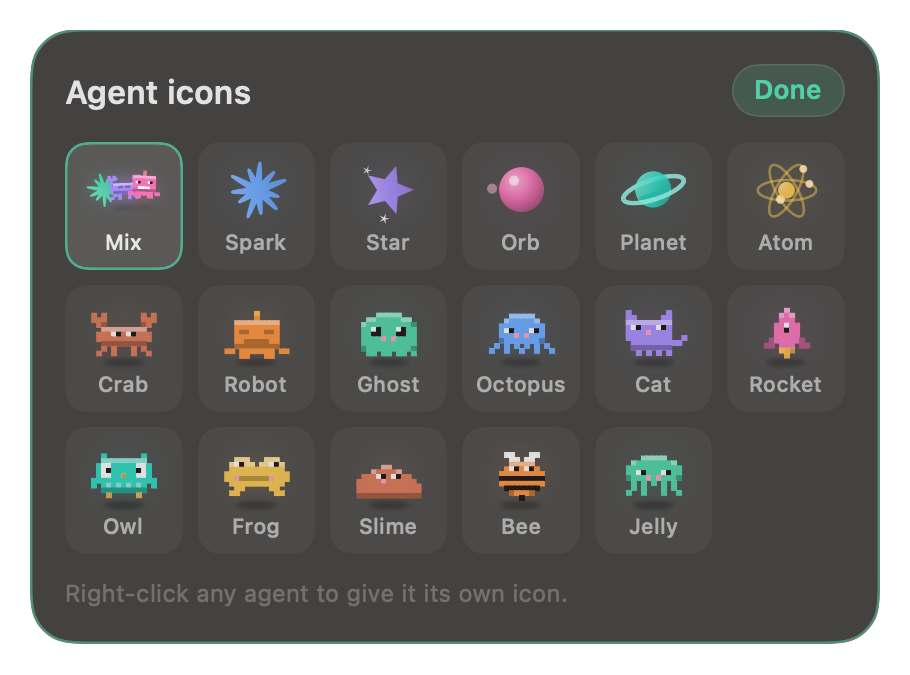 Agent icons
Done
Mix
Spark
Star
Orb
Planet
Atom
Crab
Robot
Ghost
Octopus
Cat
Rocket
Owl
Frog
Slime
Bee
Jelly
Right-click any agent to give it its own icon.